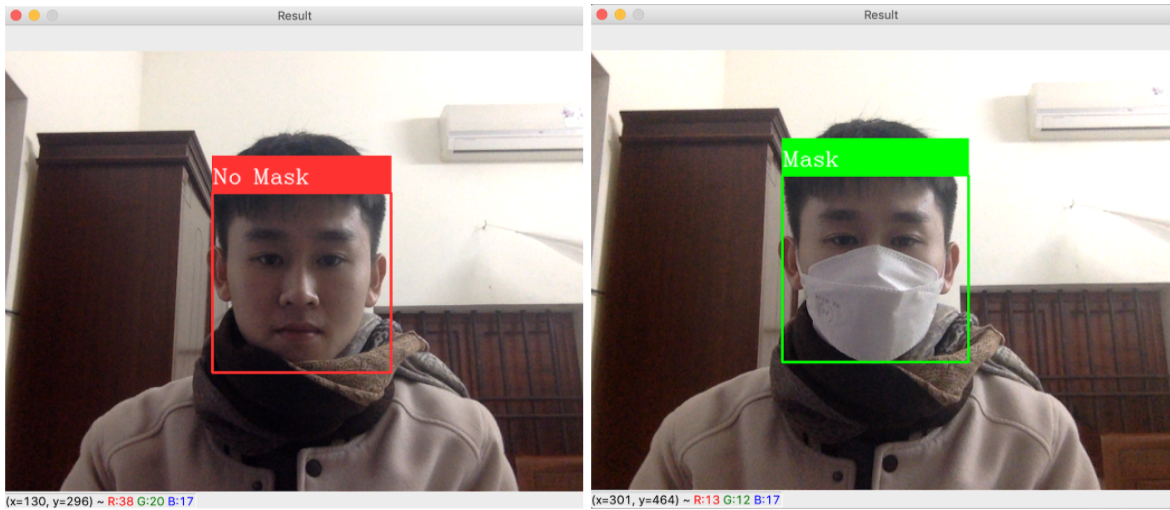 Result
No Mask
(x=130, y=296) ~ R:38 G:20 B:17
Result
Mask
(x=301, y=464) ~ R:13 G:12 B:17